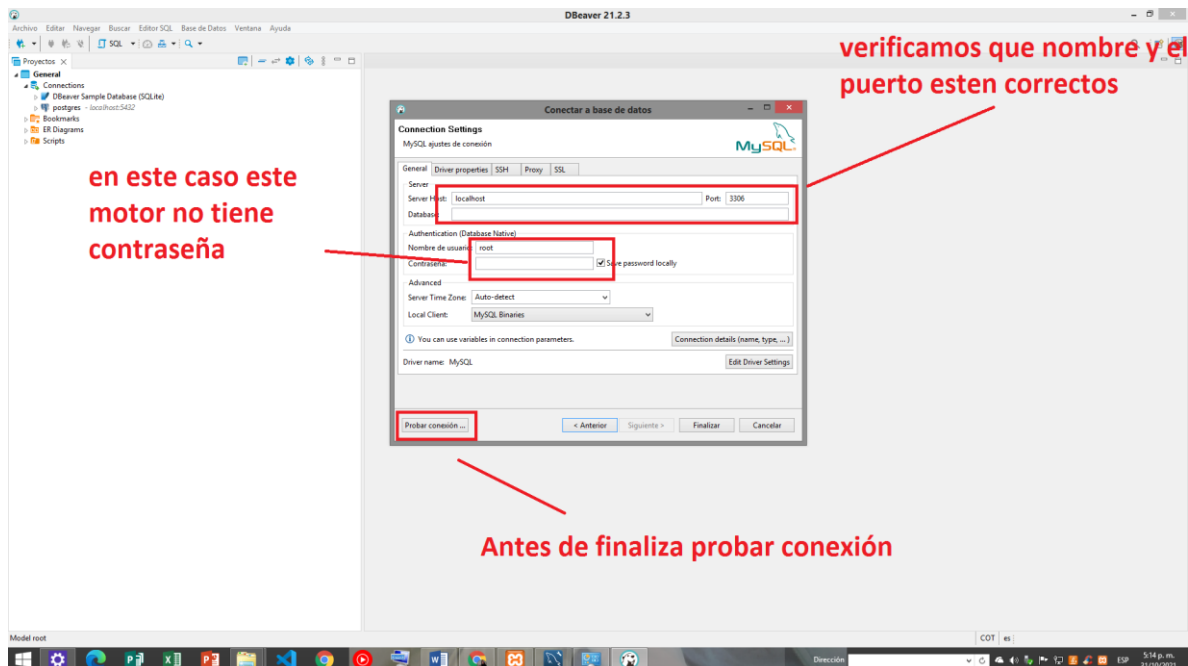 DBeaver 21.2.3
Archivo Editar Navegar Buscar Editor SQL Base de Datos Ventana Ayuda
SQL
Proyectos
General
Connections
DBeaver Sample Database (SQLite)
postgres - localhost:5432
Bookmarks
ER Diagrams
Scripts
verificamos que nombre y el
puerto esten correctos
en este caso este
motor no tiene
contraseña
Conectar a base de datos
Connection Settings
MySQL ajustes de conexión
MySQL
General Driver properties SSH Proxy SSL
Server
Server Host: localhost Port: 3306
Database:
Authentication (Database Native)
Nombre de usuario: root
Contraseña: Save password locally
Advanced
Server Time Zone: Auto-detect
Local Client: MySQL Binaries
You can use variables in connection parameters.
Connection details (name, type, ... )
Driver name: MySQL
Edit Driver Settings
Probar conexión ... < Anterior Siguiente > Finalizar Cancelar
Antes de finaliza probar conexión
Model root
COT es
Dirección
ESP
5:14 p. m.
31/10/2021